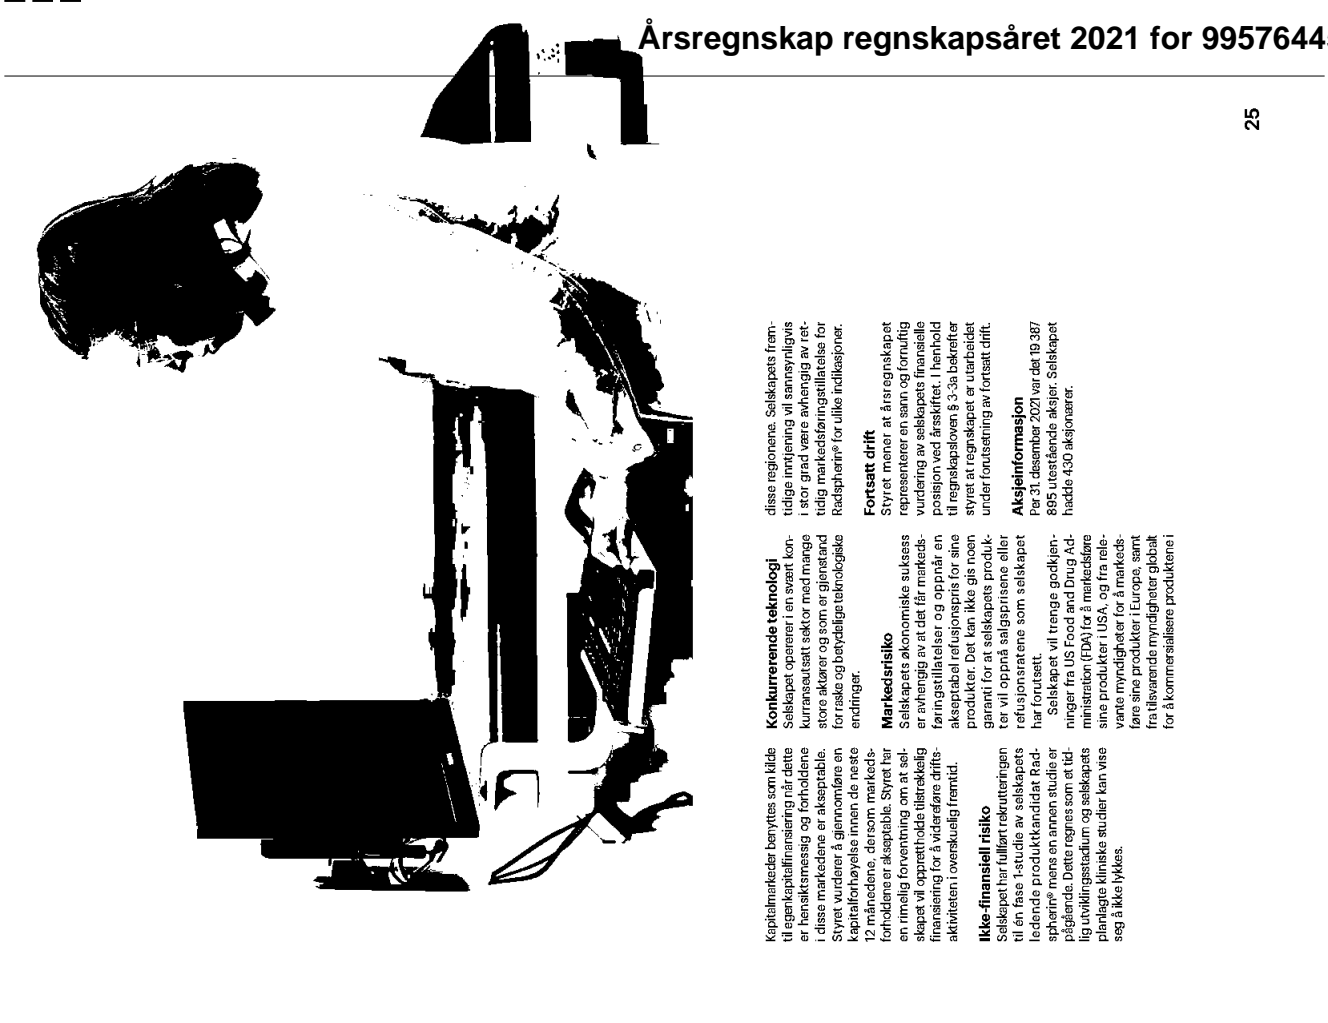 Årsregnskap regnskapsåret 2021 for 99576644
Kapitalmarkeder benyttes som kilde
til egenkapitalfinansiering når dette
er hensiktsmessig og forholdene
i disse markedene er akseptable.
Styret vurderer å gjennomføre en
kapitalforhøyelse innen de neste
12 månedene, dersom markeds-
forholdene er akseptable. Styret har
en rimelig forventning om at sel-
skapet vil opprettholde tilstrekkelig
finansiering for å videreføre drifts-
aktiviteten i overskuelig fremtid.
Ikke-finansiell risiko
Selskapet har fullført rekrutteringen
til én fase 1-studie av selskapets
ledende produktkandidat Rad-
spherin® mens en annen studie er
pågående. Dette regnes som et tid-
lig utviklingsstadium og selskapets
planlagte kliniske studier kan vise
seg å ikke lykkes.
Konkurrerende teknologi
Selskapet opererer i en svært kon-
kurranseutsatt sektor med mange
store aktører og som er gjenstand
for raske og betydelige teknologiske
endringer.
Markedsrisiko
Selskapets økonomiske suksess
er avhengig av at det får markeds-
føringstillatelser og oppnår en
akseptabel refusjonspris for sine
produkter. Det kan ikke gis noen
garanti for at selskapets produk-
ter vil oppnå salgsprisene eller
refusjonsratene som selskapet
har forutsett.
Selskapet vil trenge godkjen-
ninger fra US Food and Drug Ad-
ministration (FDA) for å markedsføre
sine produkter i USA, og fra rele-
vante myndigheter for å markeds-
føre sine produkter i Europe, samt
fra tilsvarende myndigheter globalt
for å kommersialisere produktene i
disse regionene. Selskapets frem-
tidige inntjening vil sannsynligvis
i stor grad være avhengig av ret-
tidig markedsføringstillatelse for
Radspherin® for ulike indikasjoner.
Fortsatt drift
Styret mener at årsregnskapet
representerer en sann og fornuftig
vurdering av selskapets finansielle
posisjon ved årsskiftet. I henhold
til regnskapsloven § 3-3a bekrefter
styret at regnskapet er utarbeidet
under forutsetning av fortsatt drift.
Aksjeinformasjon
Per 31. desember 2021 var det 19 387
895 utestående aksjer. Selskapet
hadde 430 aksjonærer.
25